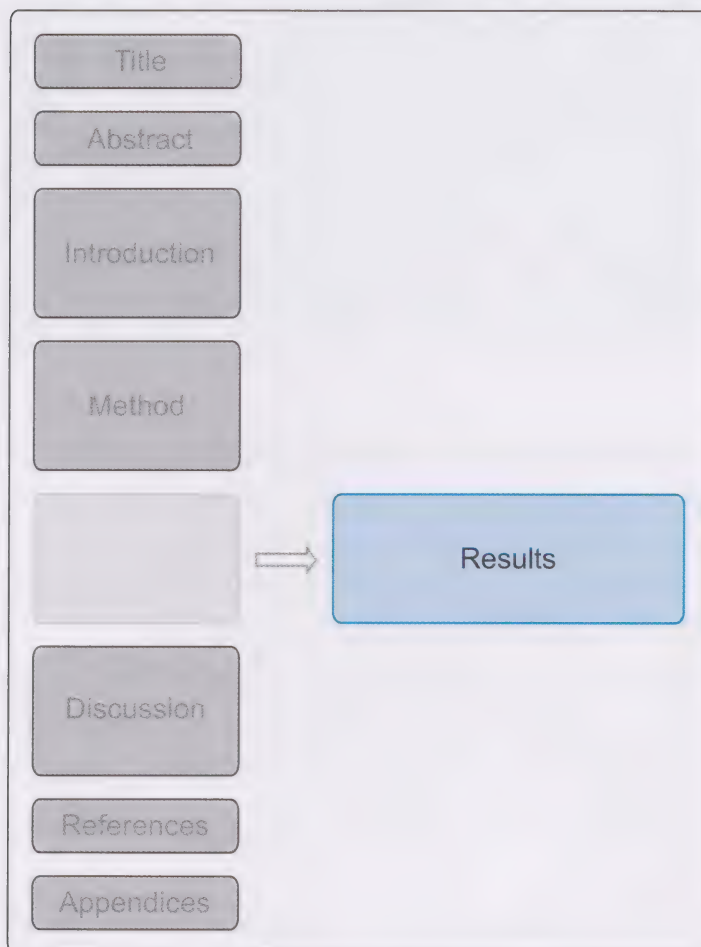 Title
Abstract
Introduction
Method
Results
Discussion
References
Appendices